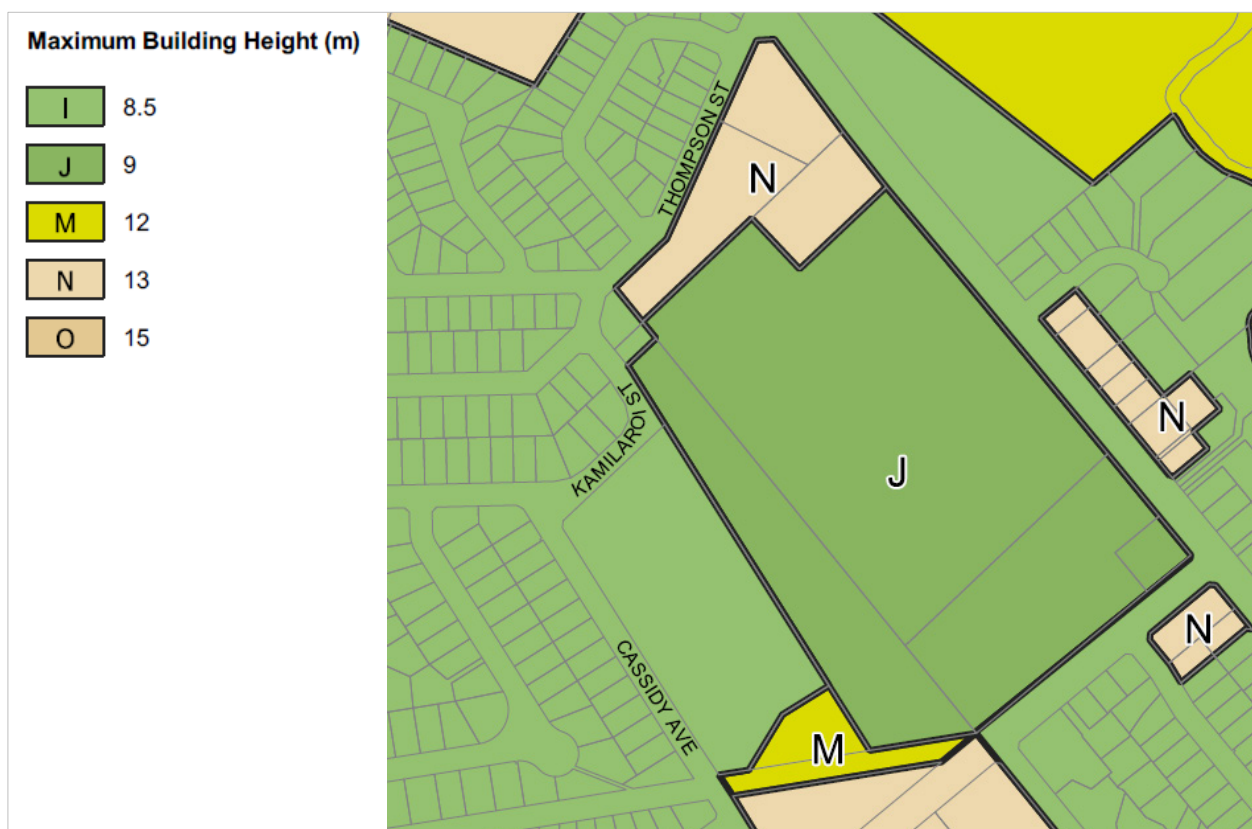 Maximum Building Height (m)
I 8.5
J 9
M 12
N 13
O 15
THOMPSON ST
N
KAMILAROI ST
J
N
N
CASSIDY AVE
M